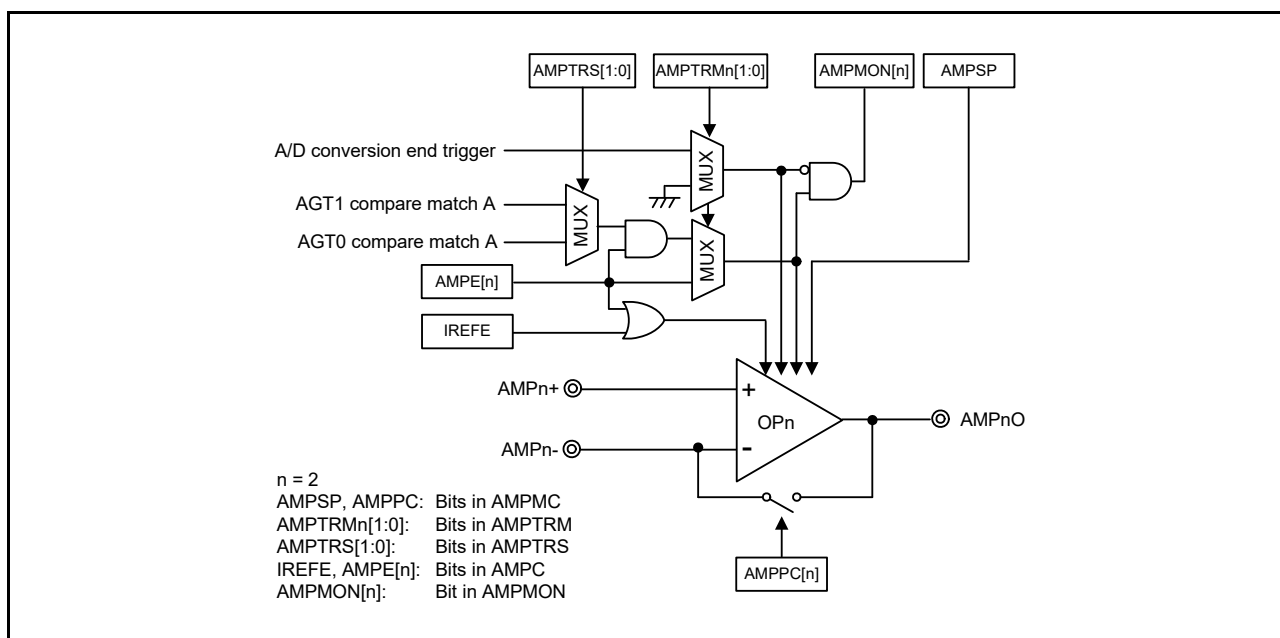 AMPTRS[1:0] AMPTRMn[1:0] AMPMON[n] AMPSP
A/D conversion end trigger
MUX
AGT1 compare match A
MUX
AGT0 compare match A
MUX
AMPE[n]
IREFE
AMPn+
+
OPn
AMPnO
AMPn-
-
n = 2
AMPSP, AMPPC: Bits in AMPMC
AMPTRMn[1:0]: Bits in AMPTRM
AMPTRS[1:0]: Bits in AMPTRS
IREFE, AMPE[n]: Bits in AMPC
AMPMON[n]: Bit in AMPMON
AMPPC[n]